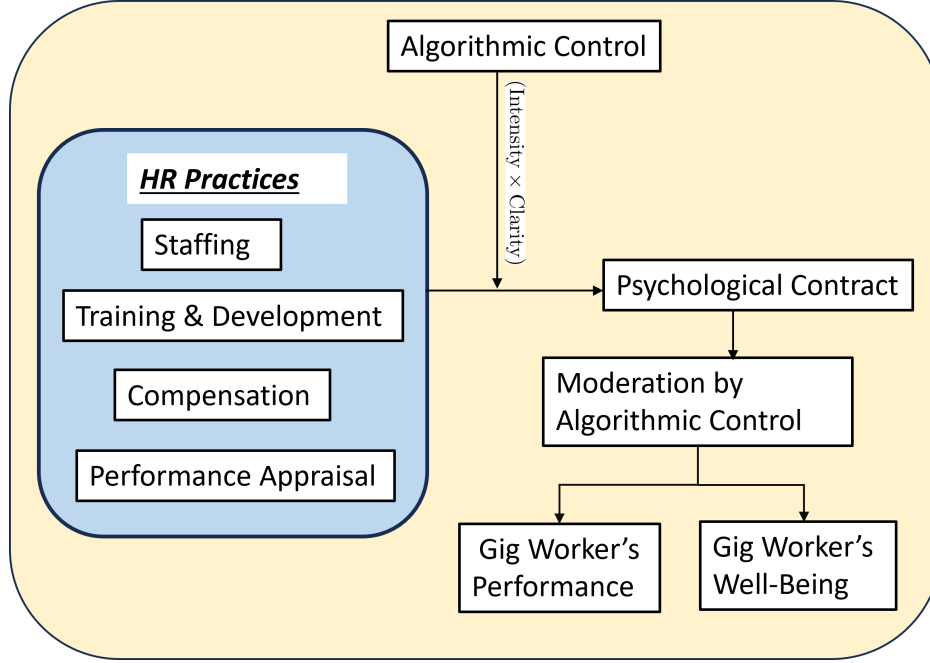 Algorithmic Control
(Intensity × Clarity)
HR Practices
Staffing
Training & Development
Compensation
Performance Appraisal
Psychological Contract
Moderation by
Algorithmic Control
Gig Worker’s
Performance
Gig Worker’s
Well-Being